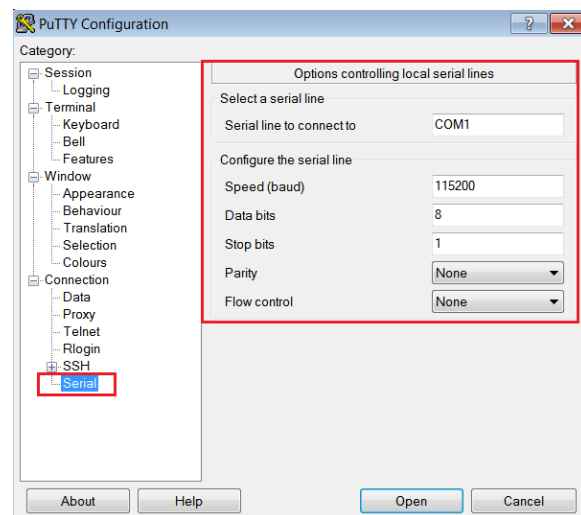 PuTTY Configuration
Category:
Session
Logging
Terminal
Keyboard
Bell
Features
Window
Appearance
Behaviour
Translation
Selection
Colours
Connection
Data
Proxy
Telnet
Rlogin
SSH
Serial
Options controlling local serial lines
Select a serial line
Serial line to connect to COM1
Configure the serial line
Speed (baud) 115200
Data bits 8
Stop bits 1
Parity None
Flow control None
About Help Open Cancel